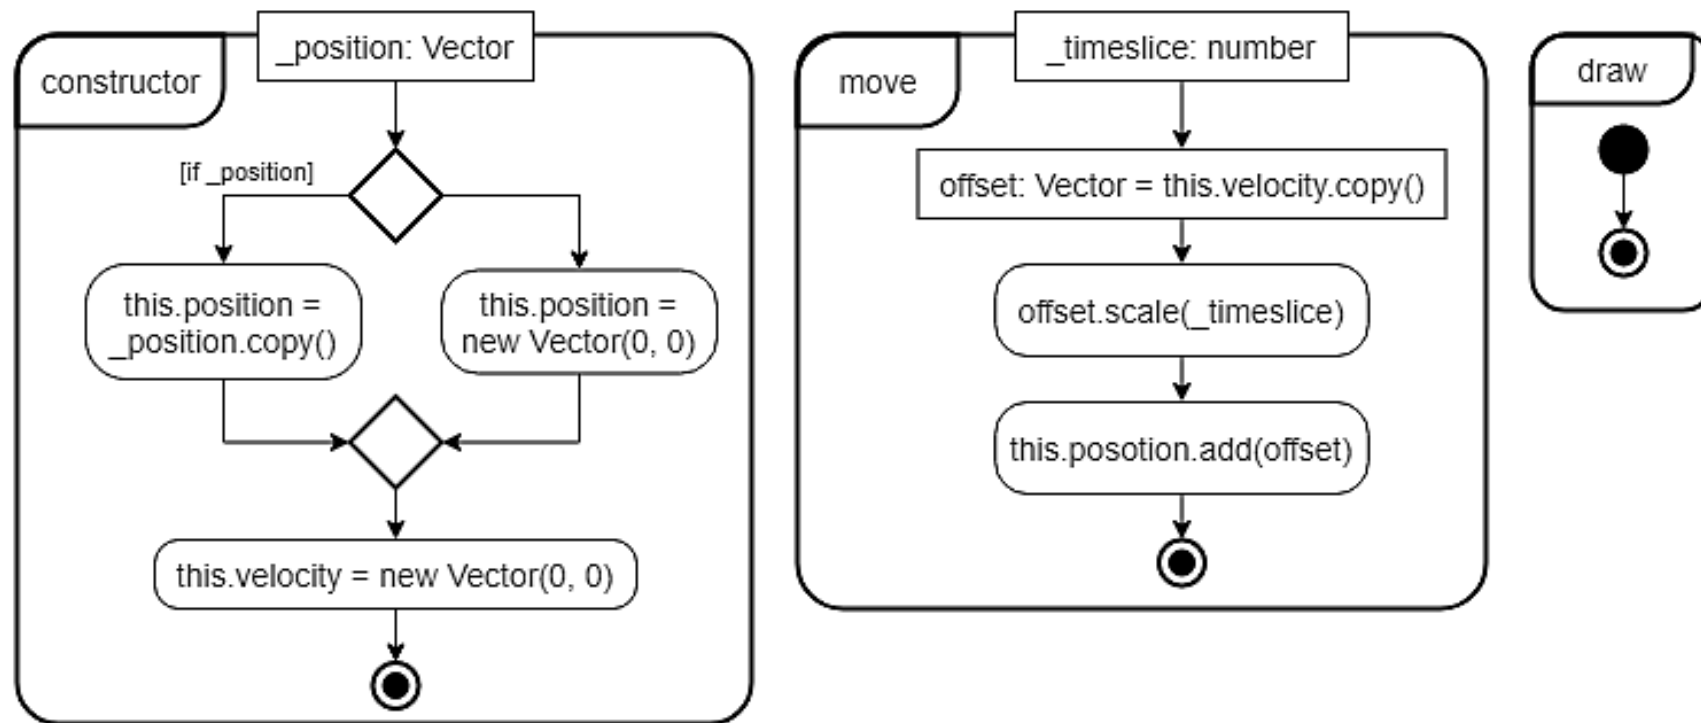 constructor
_position: Vector
[if _position]
this.position =
_position.copy()
this.position =
new Vector(0, 0)
this.velocity = new Vector(0, 0)
move
_timeslice: number
offset: Vector = this.velocity.copy()
offset.scale(_timeslice)
this.posotion.add(offset)
draw